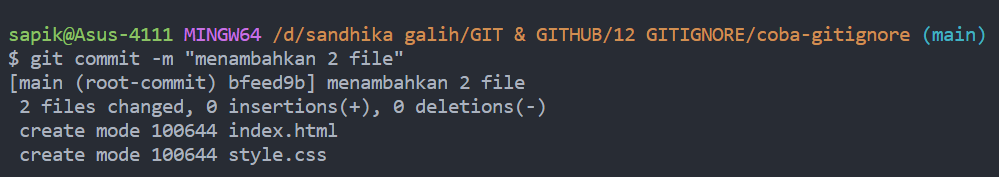 sapik@Asus-4111 MINGW64 /d/sandhika galih/GIT & GITHUB/12 GITIGNORE/coba-gitignore (main)
$ git commit -m "menambahkan 2 file"
[main (root-commit) bfeed9b] menambahkan 2 file
 2 files changed, 0 insertions(+), 0 deletions(-)
 create mode 100644 index.html
 create mode 100644 style.css